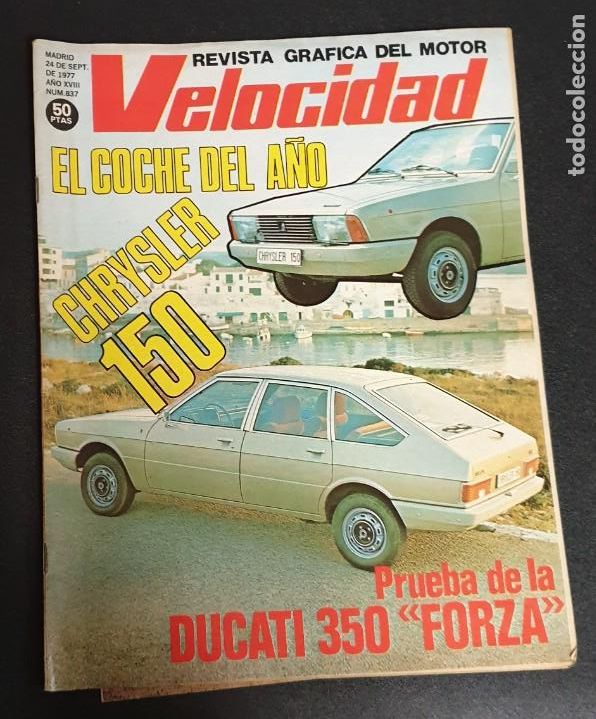 MADRID
24 DE SEPT.
DE 1977
AÑO XVIII
NUM. 837
50
PTAS
REVISTA GRAFICA DEL MOTOR
Velocidad
EL COCHE DEL AÑO
CHRYSLER
150
CHRYSLER 150
Prueba de la
DUCATI 350 "FORZA"
todocoleccion